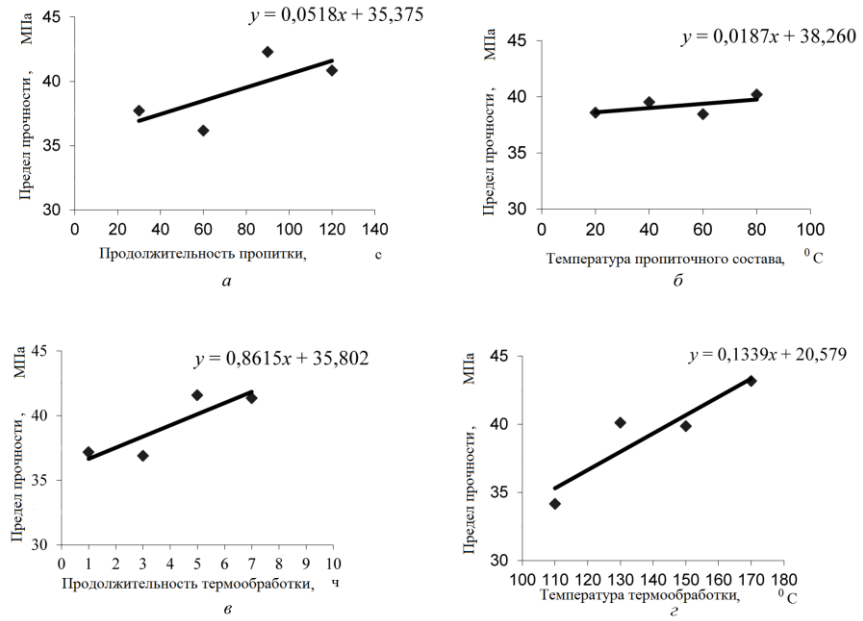 y = 0,0518x + 35,375
Предел прочности , МПа
45
40
35
30
0 20 40 60 80 100 120 140
Продолжительность пропитки, с
а
y = 0,0187x + 38,260
Предел прочности , МПа
45
40
35
30
0 20 40 60 80 100
Температура пропиточного состава, ⁰ С
б
y = 0,8615x + 35,802
Предел прочности , МПа
45
40
35
30
0 1 2 3 4 5 6 7 8 9 10
Продолжительность термообработки, ч
в
y = 0,1339x + 20,579
Предел прочности , МПа
45
40
35
30
100 110 120 130 140 150 160 170 180
Температура термообработки, ⁰ С
г